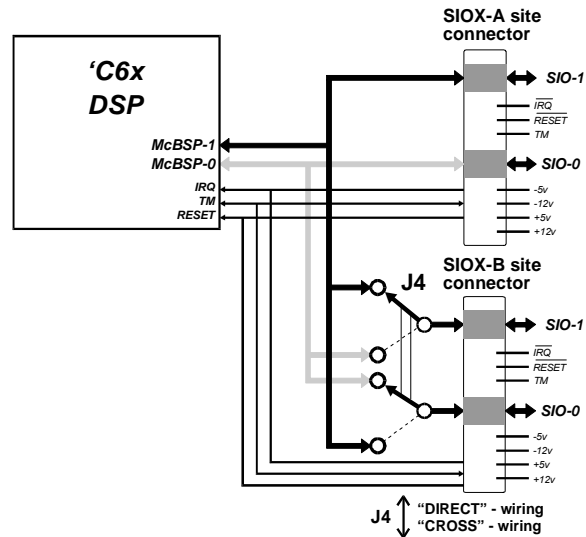 SIOX-A site
connector
‘C6x
DSP
SIO-1
IRQ
RESET
TM
McBSP-1
McBSP-0
SIO-0
IRQ
TM
RESET
-5v
-12v
+5v
+12v
SIOX-B site
connector
J4
SIO-1
IRQ
RESET
TM
SIO-0
-5v
-12v
+5v
+12v
J4
“DIRECT” - wiring
“CROSS” - wiring